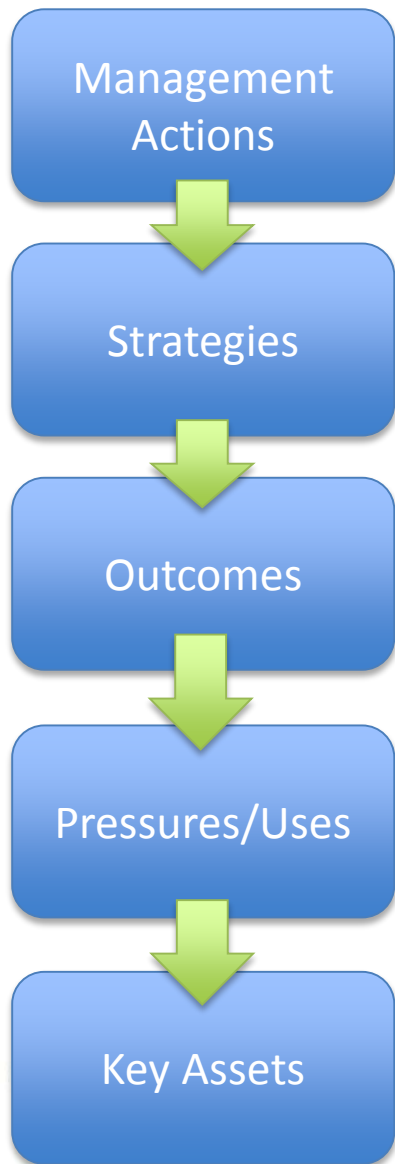 Management
Actions
Strategies
Outcomes
Pressures/Uses
Key Assets